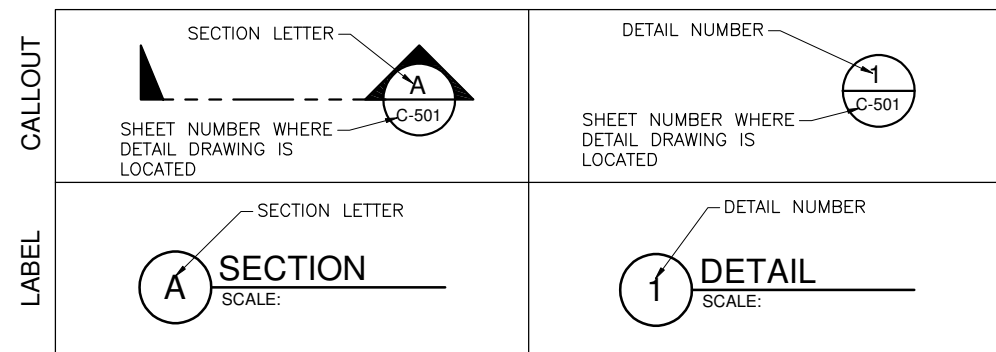 CALLOUT
SECTION LETTER
A
C-501
SHEET NUMBER WHERE
DETAIL DRAWING IS
LOCATED
DETAIL NUMBER
1
C-501
SHEET NUMBER WHERE
DETAIL DRAWING IS
LOCATED
LABEL
SECTION LETTER
A
SECTION
SCALE:
DETAIL NUMBER
1
DETAIL
SCALE: